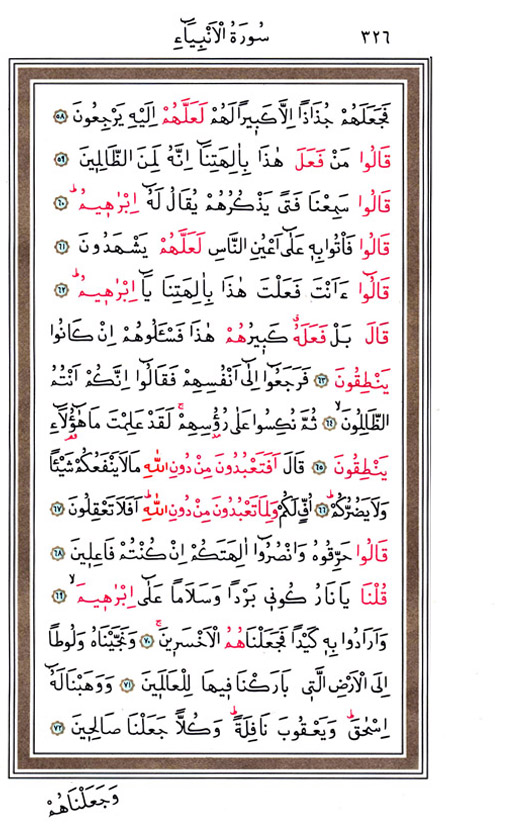 ٣٢٦ سُورَةُ الْاَنْبِيَٓاءِ
فَجَعَلَهُمْ جُذَاذًا اِلَّا كَب۪يرًا لَهُمْ لَعَلَّهُمْ اِلَيْهِ يَرْجِعُونَ ﴿٥٨﴾
قَالُوا مَنْ فَعَلَ هٰذَا بِاٰلِهَتِنَٓا اِنَّهُ لَمِنَ الظَّالِم۪ينَ ﴿٥٩﴾
قَالُوا سَمِعْنَا فَتًى يَذْكُرُهُمْ يُقَالُ لَهُٓ اِبْرٰه۪يمُۜ ﴿٦٠﴾
قَالُوا فَأْتُوا بِه۪ عَلٰٓى اَعْيُنِ النَّاسِ لَعَلَّهُمْ يَشْهَدُونَ ﴿٦١﴾
قَالُٓوا ءَاَنْتَ فَعَلْتَ هٰذَا بِاٰلِهَتِنَا يَٓا اِبْرٰه۪يمُۜ ﴿٦٢﴾
قَالَ بَلْ فَعَلَهُۗ كَب۪يرُهُمْ هٰذَا فَسْـَٔلُوهُمْ اِنْ كَانُوا
يَنْطِقُونَ ﴿٦٣﴾ فَرَجَعُٓوا اِلٰٓى اَنْفُسِهِمْ فَقَالُٓوا اِنَّكُمْ اَنْتُمُ
الظَّالِمُونَۙ ﴿٦٤﴾ ثُمَّ نُكِسُوا عَلٰى رُؤُ۫سِهِمْۚ لَقَدْ عَلِمْتَ مَا هٰٓؤُ۬لَٓاءِ
يَنْطِقُونَ ﴿٦٥﴾ قَالَ اَفَتَعْبُدُونَ مِنْ دُونِ اللّٰهِ مَا لَا يَنْفَعُكُمْ شَيْـًٔا
وَلَا يَضُرُّكُمْۜ ﴿٦٦﴾ اُفٍّ لَكُمْ وَلِمَا تَعْبُدُونَ مِنْ دُونِ اللّٰهِۜ اَفَلَا تَعْقِلُونَ ﴿٦٧﴾
قَالُوا حَرِّقُوهُ وَانْصُرُٓوا اٰلِهَتَكُمْ اِنْ كُنْتُمْ فَاعِل۪ينَ ﴿٦٨﴾
قُلْنَا يَا نَارُ كُون۪ي بَرْدًا وَسَلَامًا عَلٰٓى اِبْرٰه۪يمَۙ ﴿٦٩﴾
وَاَرَادُوا بِه۪ كَيْدًا فَجَعَلْنَاهُمُ الْاَخْسَر۪ينَۚ ﴿٧٠﴾ وَنَجَّيْنَاهُ وَلُوطًا
اِلَى الْاَرْضِ الَّت۪ي بَارَكْنَا ف۪يهَا لِلْعَالَم۪ينَ ﴿٧١﴾ وَوَهَبْنَا لَهُٓ
اِسْحٰقَۜ وَيَعْقُوبَ نَافِلَةًۜ وَكُلًّا جَعَلْنَا صَالِح۪ينَ ﴿٧٢﴾
وَجَعَلْنَاهُمْ